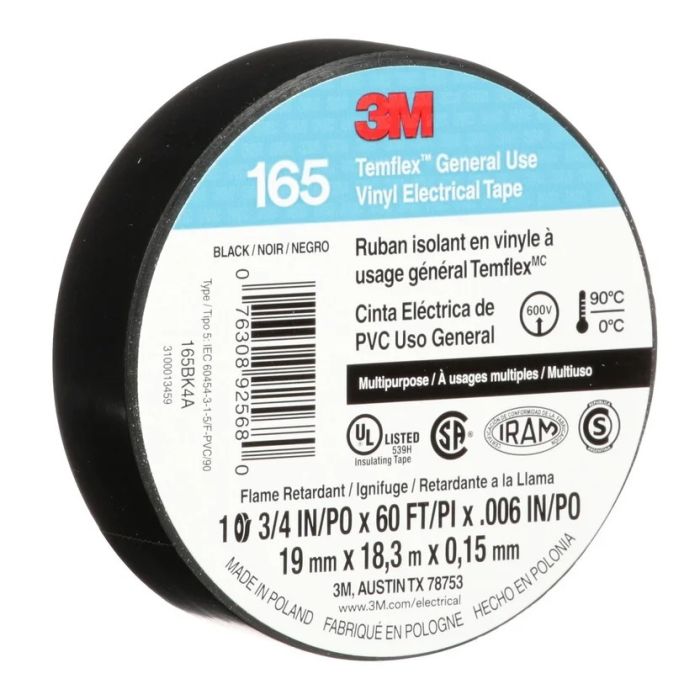 3M
165
Temflex™ General Use
Vinyl Electrical Tape
BLACK / NOIR / NEGRO
Ruban isolant en vinyle à
usage général Temflex MC
Cinta Eléctrica de
PVC Uso General
600V
90°C
0°C
0 76308 92568 0
Type / Tipo 5: IEC 60454-3-1-5/F-PVC/90
165BK4A
3100013459
Multipurpose / À usages multiples / Multiuso
UL
LISTED
539H
Insulating Tape
SA
IRAM
S
Flame Retardant / Ignifuge / Retardante a la Llama
1 3/4 IN/PO x 60 FT/PI x .006 IN/PO
19 mm x 18,3 m x 0,15 mm
3M, AUSTIN TX 78753
www.3M.com/electrical
MADE IN POLAND
FABRIQUÉ EN POLOGNE
HECHO EN POLONIA